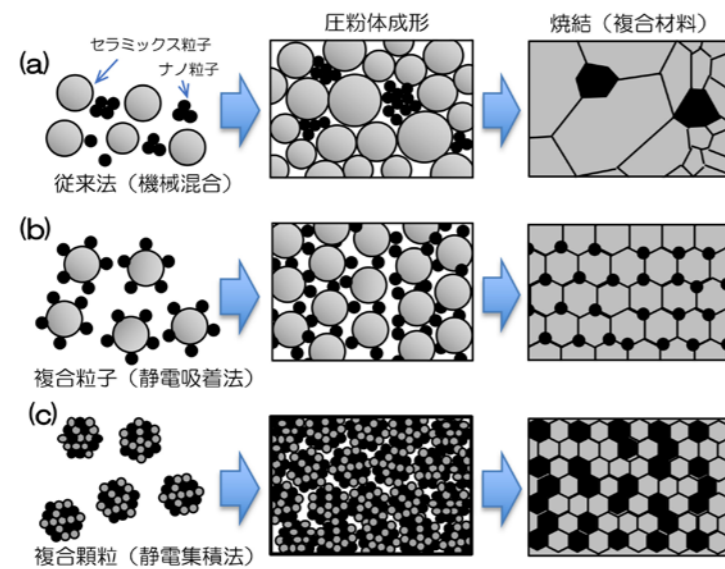 圧粉体成形
焼結（複合材料）
(a)
セラミックス粒子
ナノ粒子
従来法（機械混合）
(b)
複合粒子（静電吸着法）
(c)
複合顆粒（静電集積法）